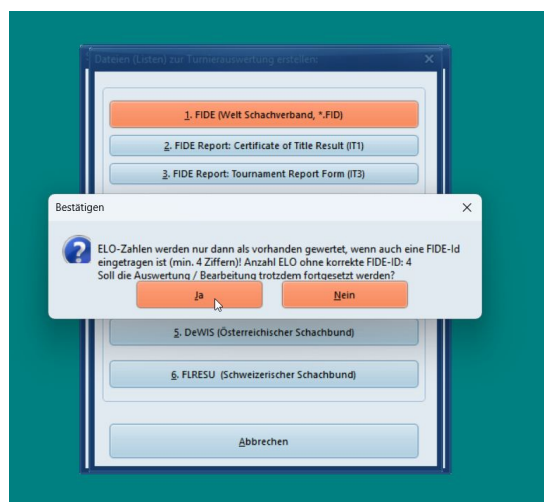 Dateien (Listen) zur Turnierauswertung erstellen:
1. FIDE (Welt Schachverband, *.FID)
2. FIDE Report: Certificate of Title Result (IT1)
3. FIDE Report: Tournament Report Form (IT3)
Bestätigen
ELO-Zahlen werden nur dann als vorhanden gewertet, wenn auch eine FIDE-Id
eingetragen ist (min. 4 Ziffern)! Anzahl ELO ohne korrekte FIDE-ID: 4
Soll die Auswertung / Bearbeitung trotzdem fortgesetzt werden?
Ja
Nein
5. DeWIS (Österreichischer Schachbund)
6. FLRESU (Schweizerischer Schachbund)
Abbrechen